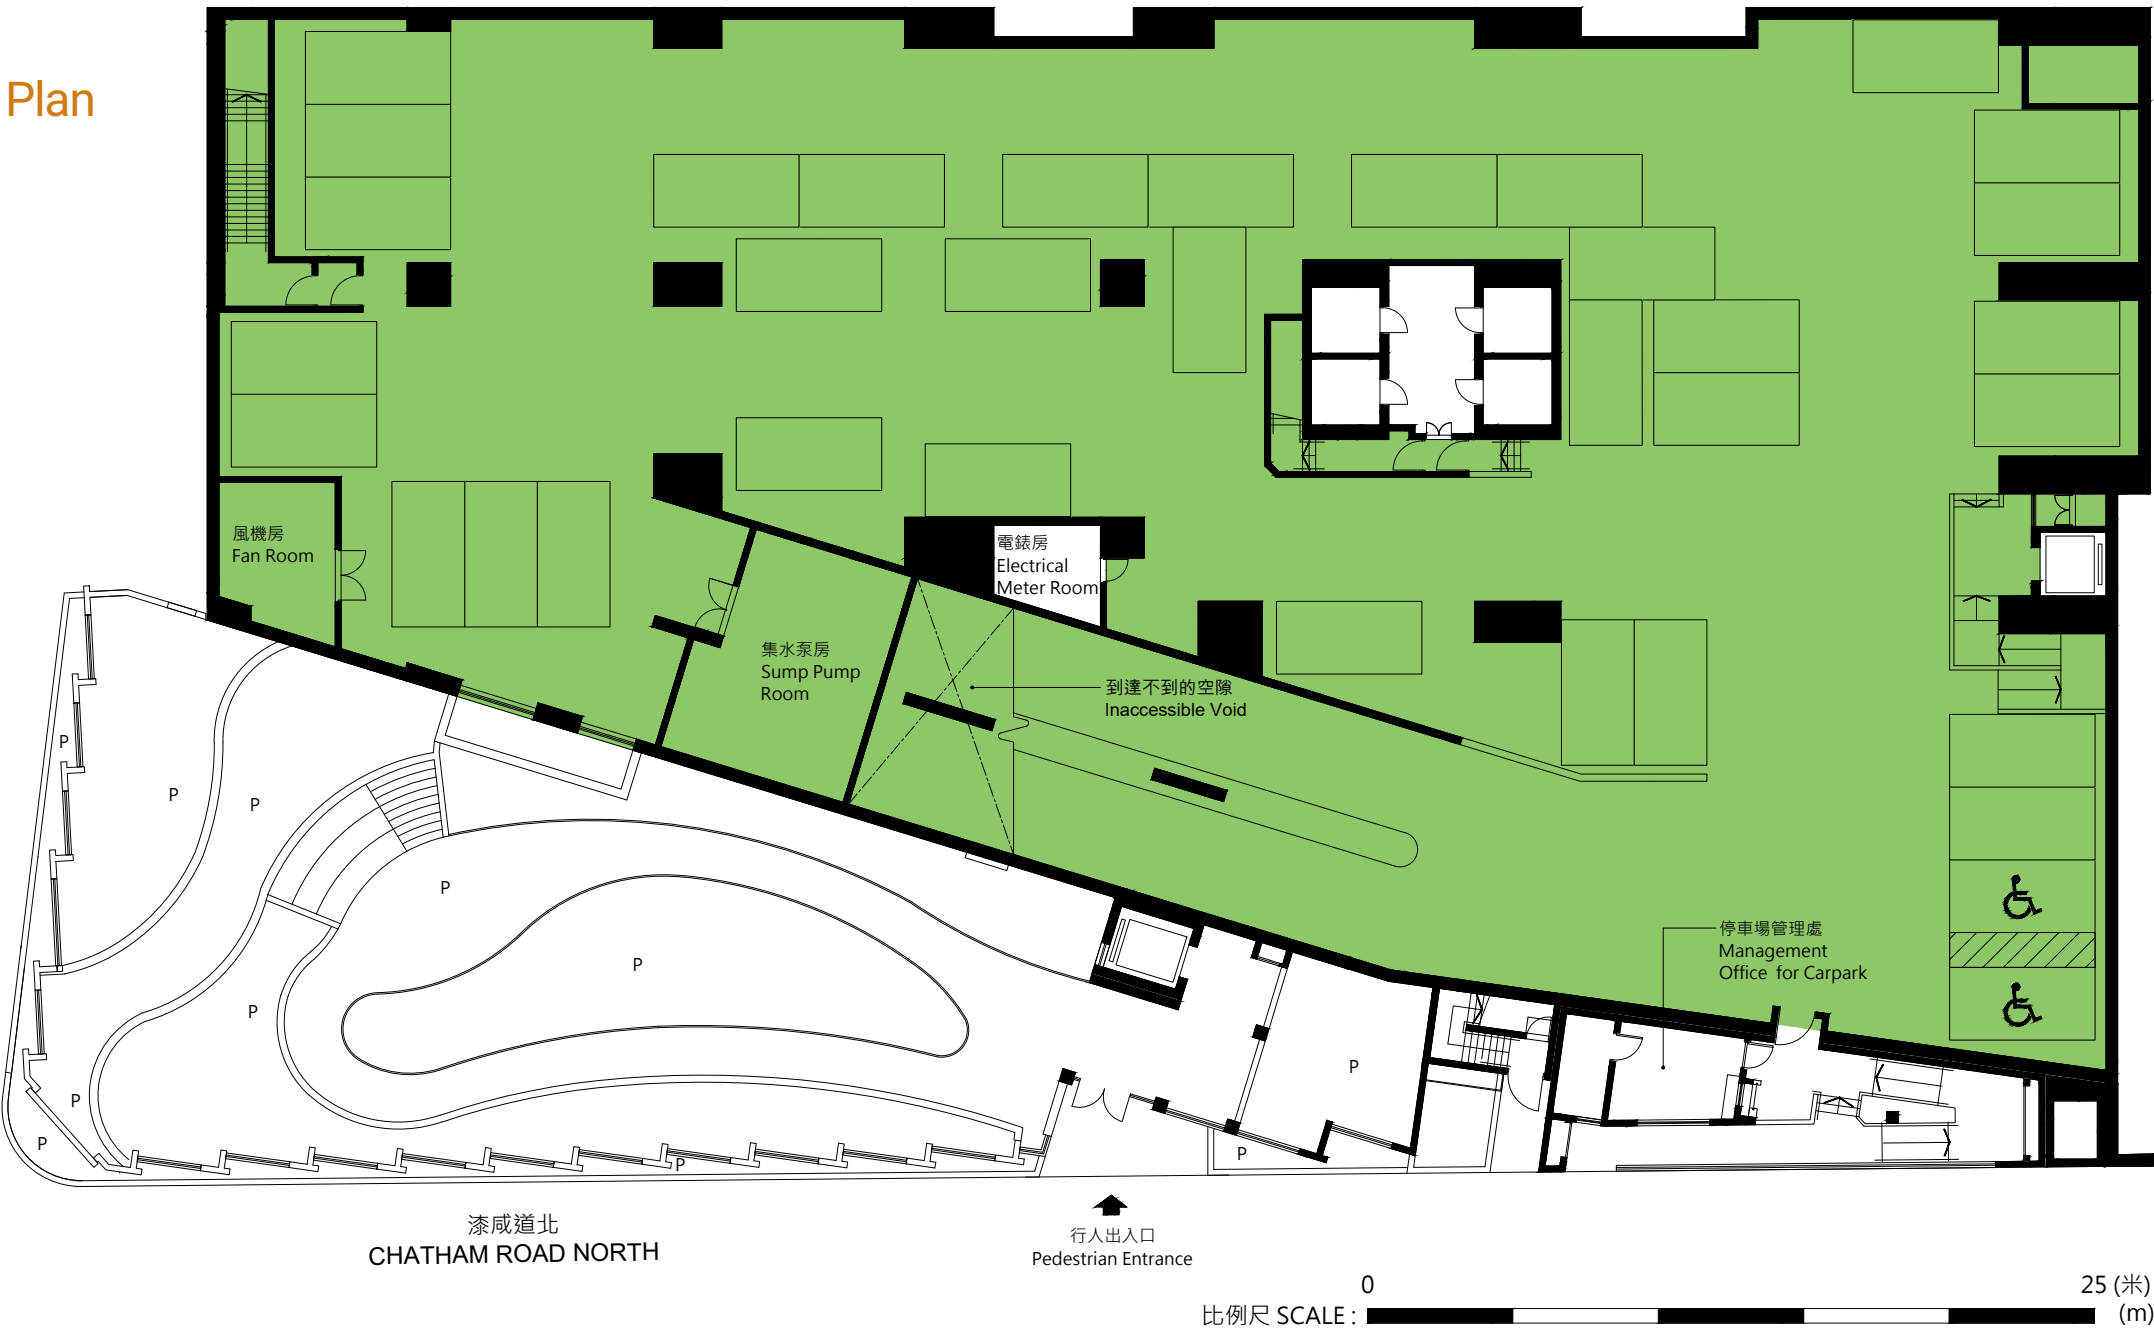 Plan
風機房
Fan Room
電錶房
Electrical
Meter Room
集水泵房
Sump Pump
Room
到達不到的空隙
Inaccessible Void
P
P
P
P
P
P
停車場管理處
Management
Office for Carpark
P
P
P
P
P
P
漆咸道北
CHATHAM ROAD NORTH
行人出入口
Pedestrian Entrance
0
25 (米)
比例尺 SCALE :
(m)